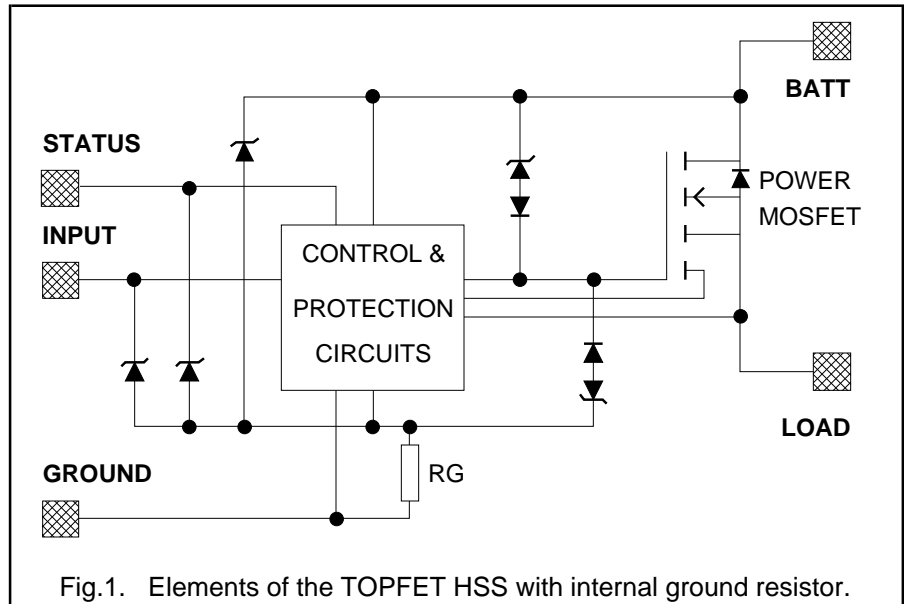 BATT
STATUS
POWER
MOSFET
INPUT
CONTROL &
PROTECTION
CIRCUITS
LOAD
GROUND
RG
Fig.1. Elements of the TOPFET HSS with internal ground resistor.